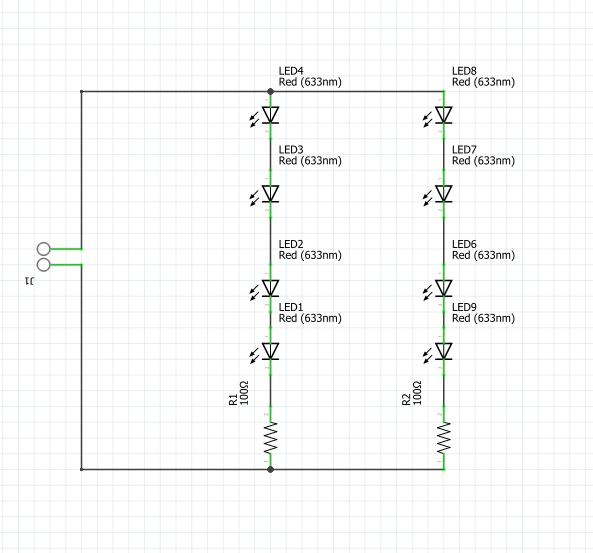 LED4
Red (633nm)
LED8
Red (633nm)
LED3
Red (633nm)
LED7
Red (633nm)
LED2
Red (633nm)
LED6
Red (633nm)
J1
LED1
Red (633nm)
LED9
Red (633nm)
R1
100Ω
R2
100Ω